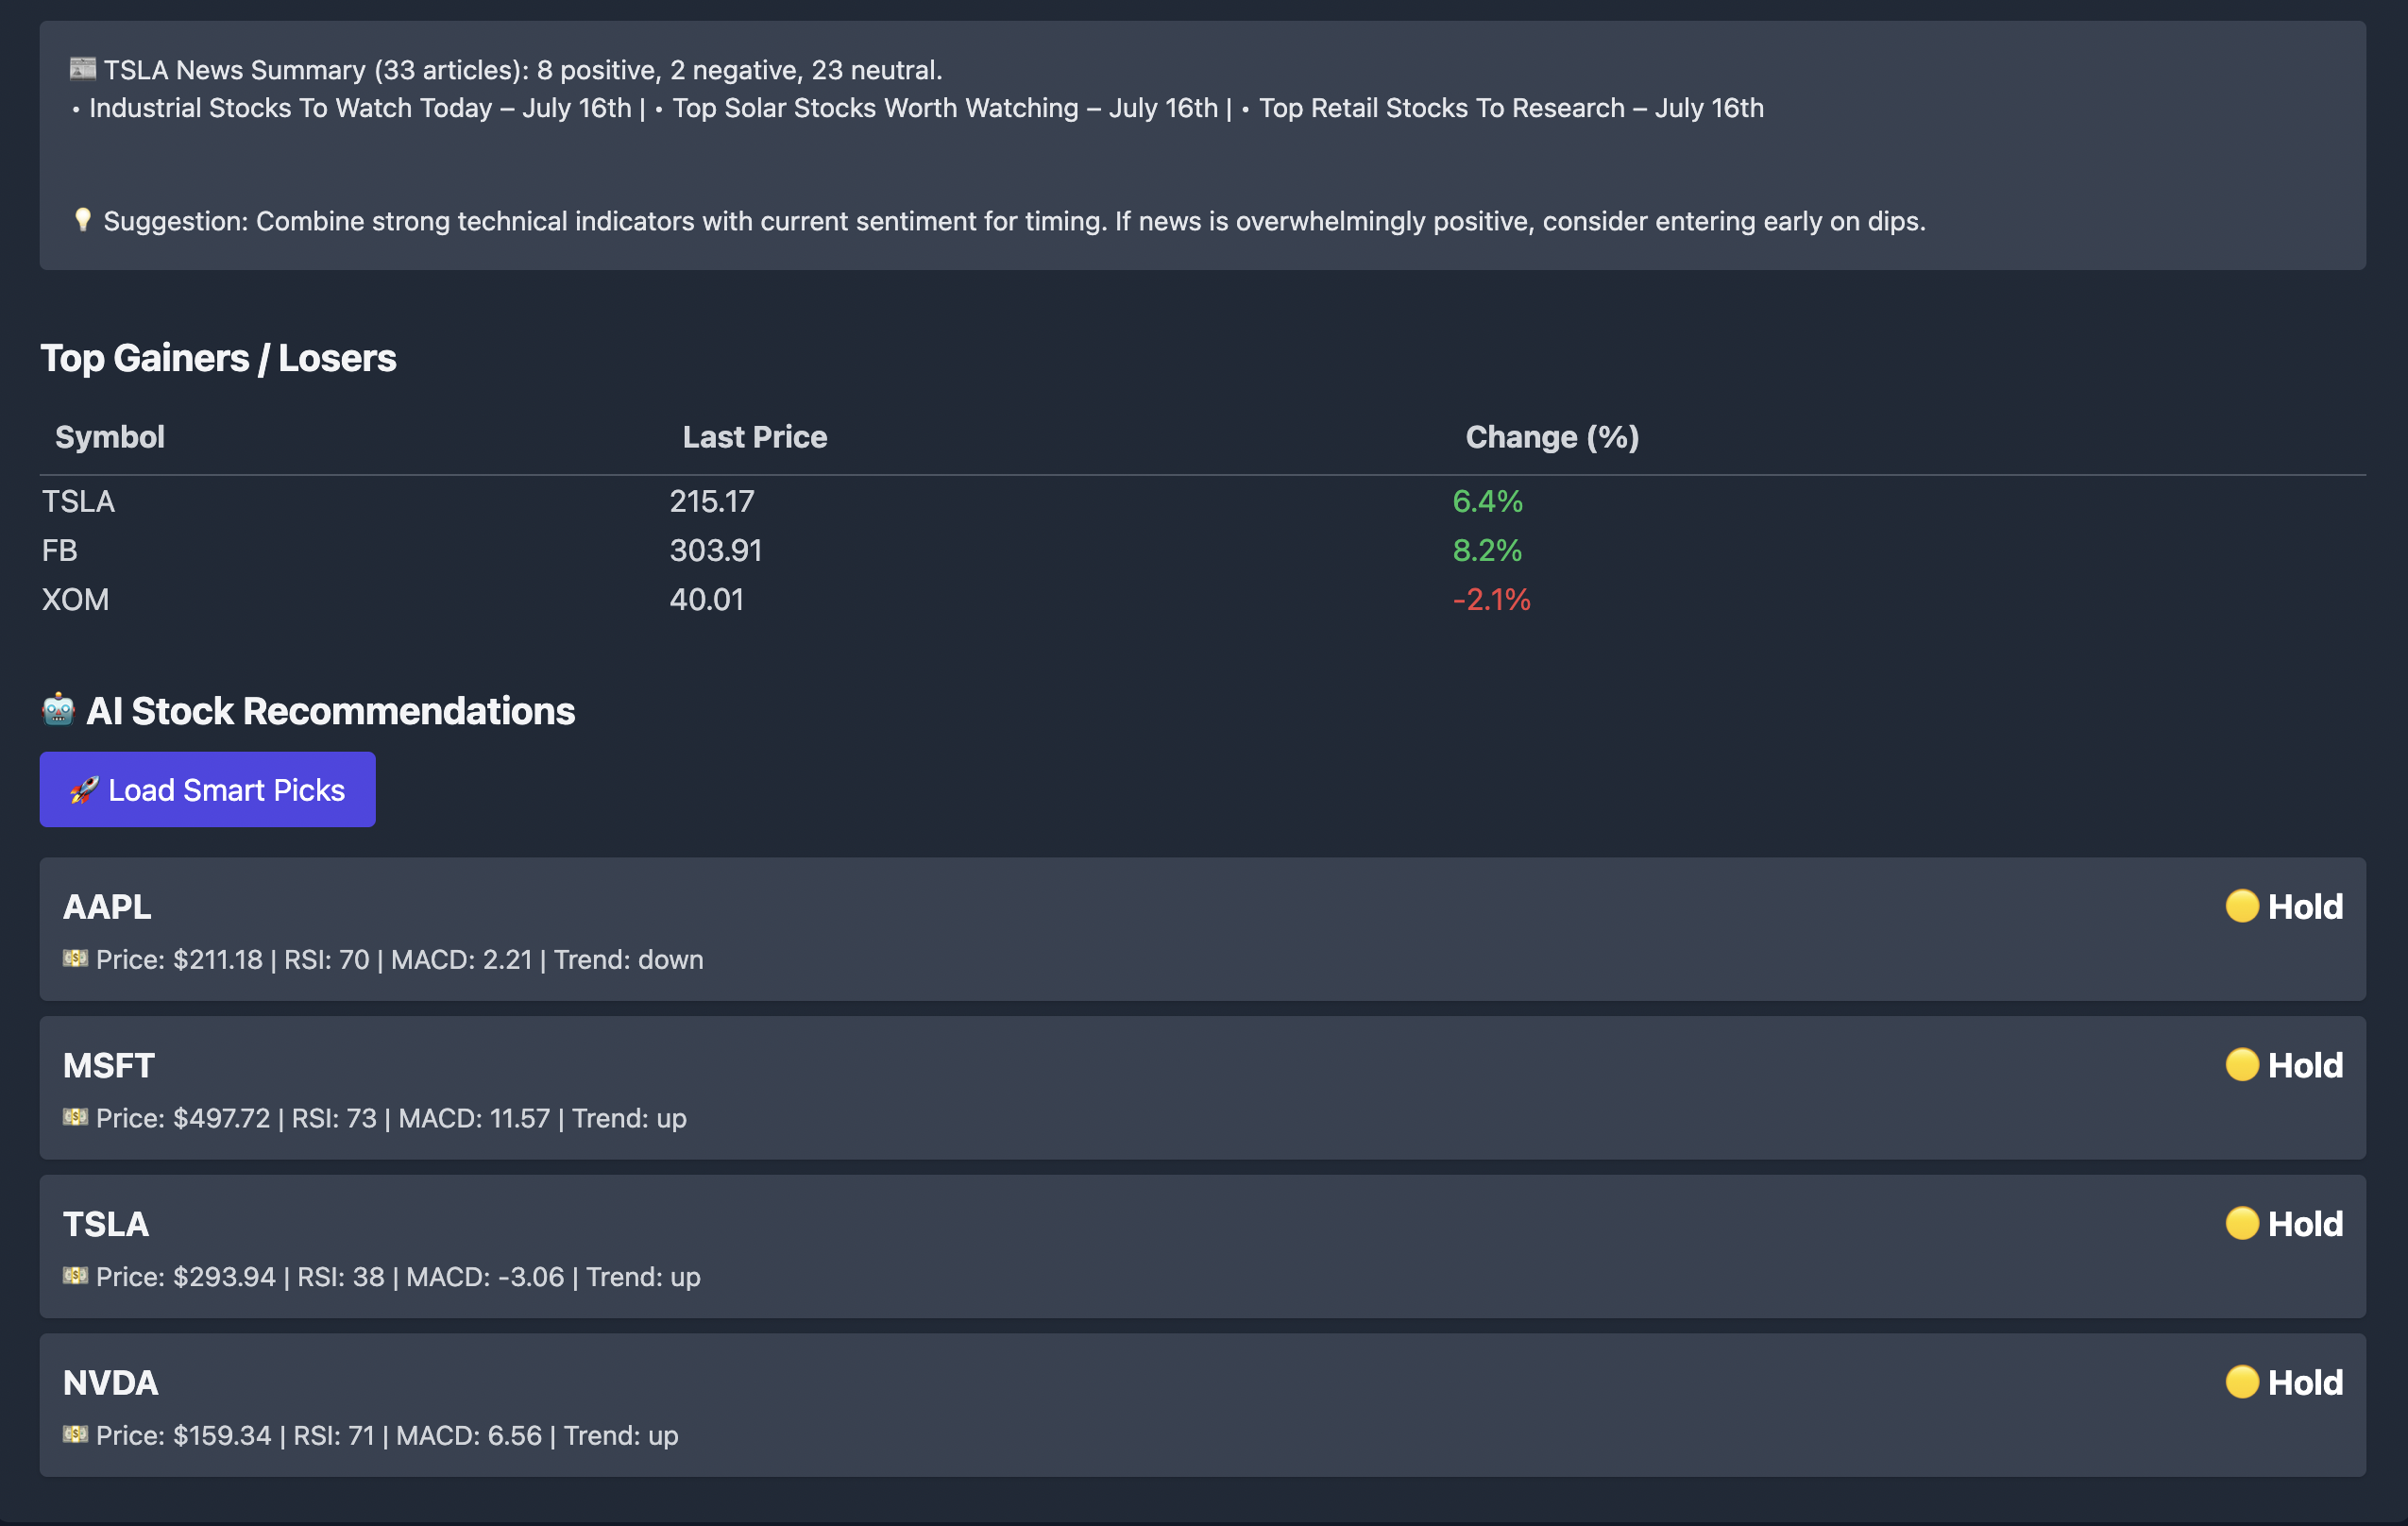 📰 TSLA News Summary (33 articles): 8 positive, 2 negative, 23 neutral.
• Industrial Stocks To Watch Today – July 16th | • Top Solar Stocks Worth Watching – July 16th | • Top Retail Stocks To Research – July 16th
💡 Suggestion: Combine strong technical indicators with current sentiment for timing. If news is overwhelmingly positive, consider entering early on dips.
Top Gainers / Losers
Symbol Last Price Change (%)
TSLA 215.17 6.4%
FB 303.91 8.2%
XOM 40.01 -2.1%
🤖 AI Stock Recommendations
🚀 Load Smart Picks
AAPL 🟡 Hold
💵 Price: $211.18 | RSI: 70 | MACD: 2.21 | Trend: down
MSFT 🟡 Hold
💵 Price: $497.72 | RSI: 73 | MACD: 11.57 | Trend: up
TSLA 🟡 Hold
💵 Price: $293.94 | RSI: 38 | MACD: -3.06 | Trend: up
NVDA 🟡 Hold
💵 Price: $159.34 | RSI: 71 | MACD: 6.56 | Trend: up